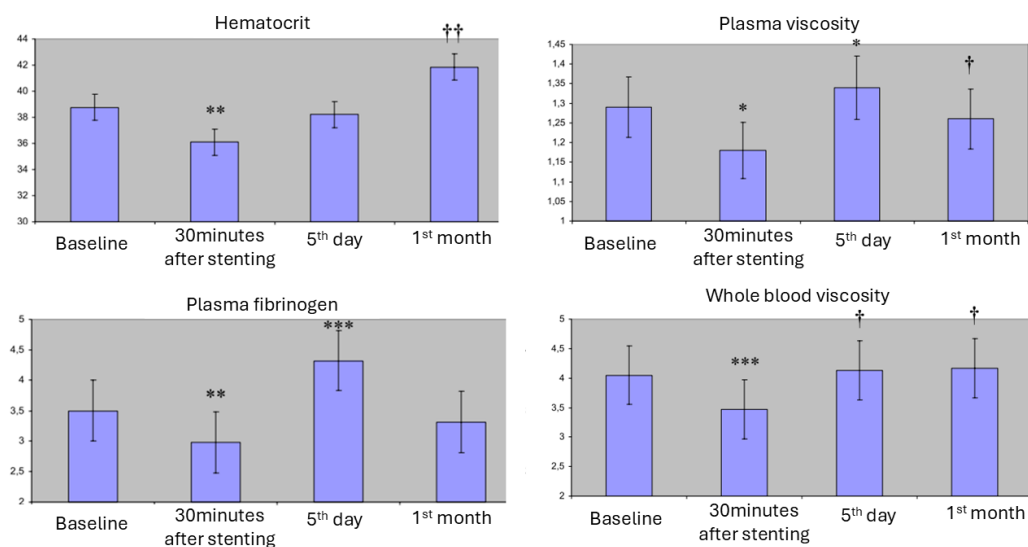 Hematocrit
††
44
42
40
38
36
34
32
30
**
Baseline
30minutes
after stenting
5th day
1st month
Plasma viscosity
1,45
1,4
1,35
1,3
1,25
1,2
1,15
1,1
1,05
1
*
*
†
Baseline
30minutes
after stenting
5th day
1st month
Plasma fibrinogen
5
4,5
4
3,5
3
2,5
2
**
***
Baseline
30minutes
after stenting
5th day
1st month
Whole blood viscosity
5
4,5
4
3,5
3
2,5
2
***
†
†
Baseline
30minutes
after stenting
5th day
1st month